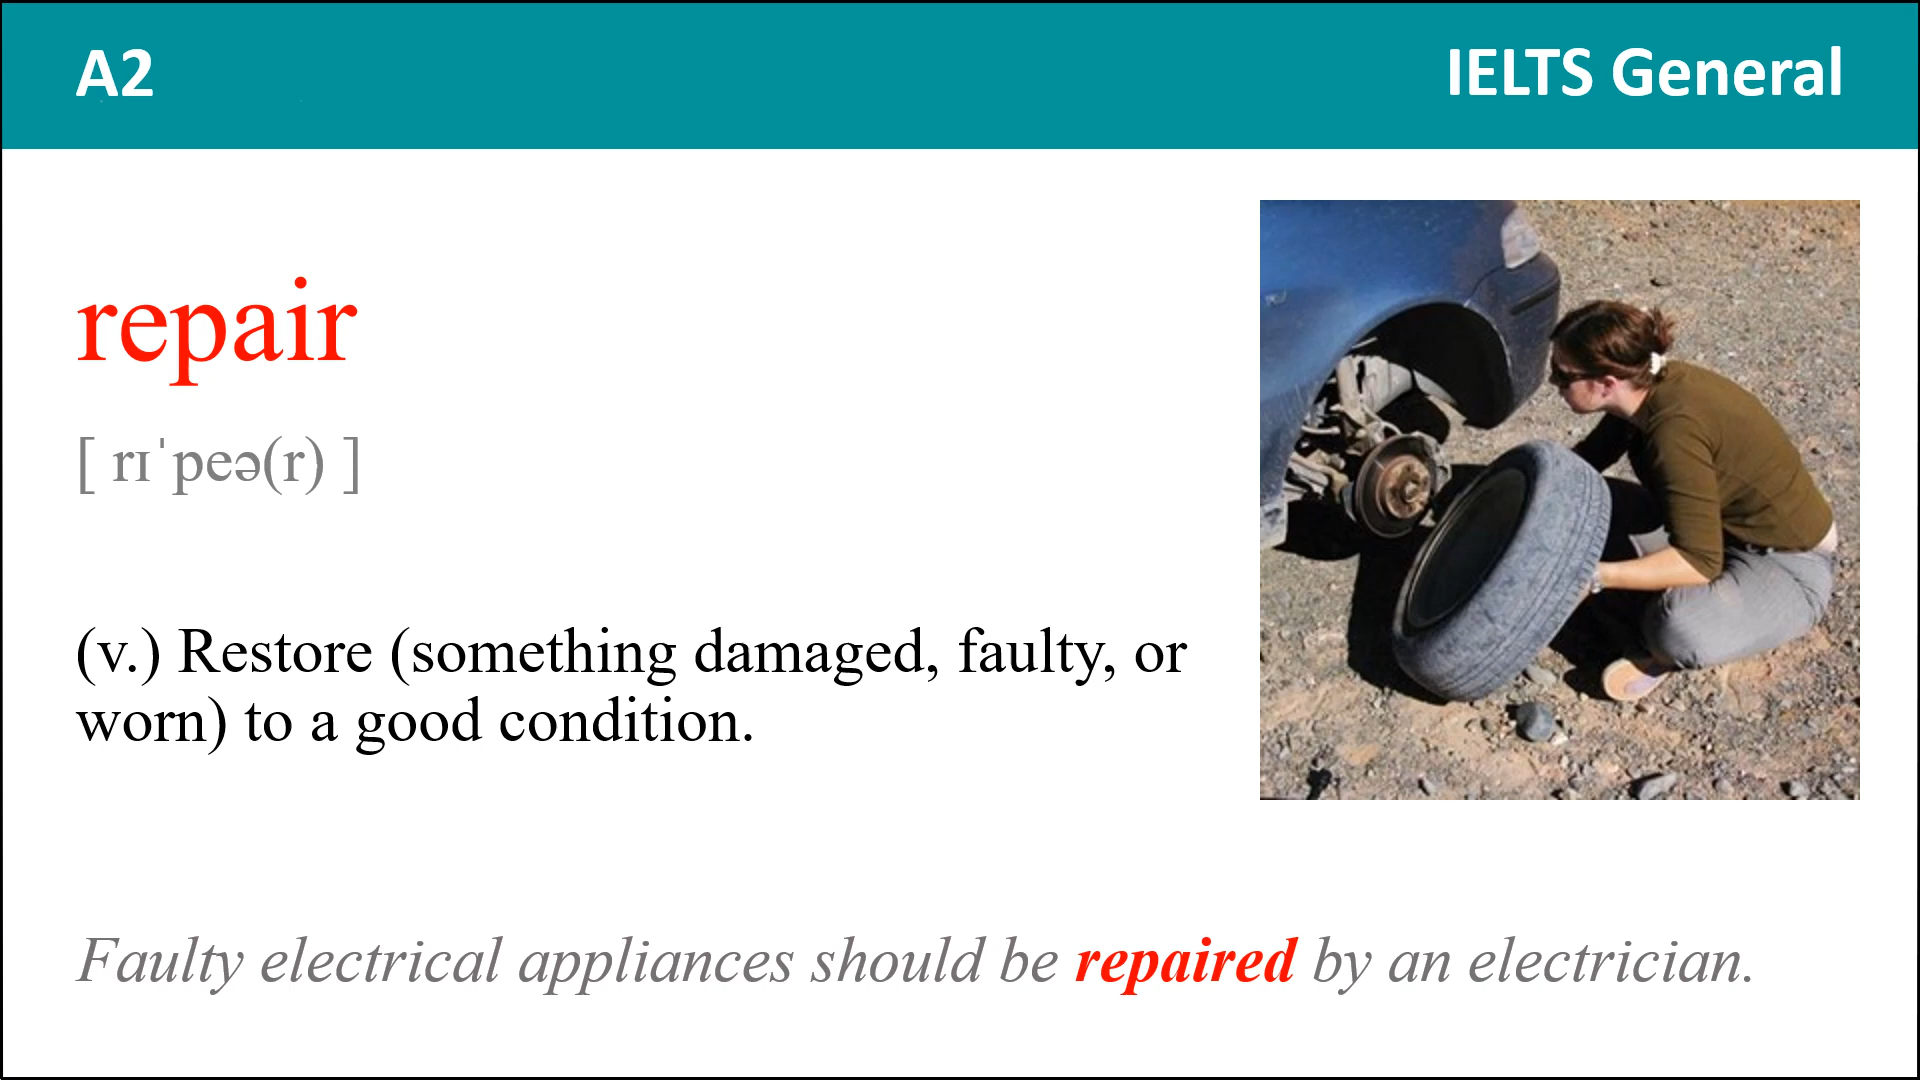 A2
IELTS General
repair
[ rɪˈpeə(r) ]
(v.) Restore (something damaged, faulty, or
worn) to a good condition.
Faulty electrical appliances should be repaired by an electrician.